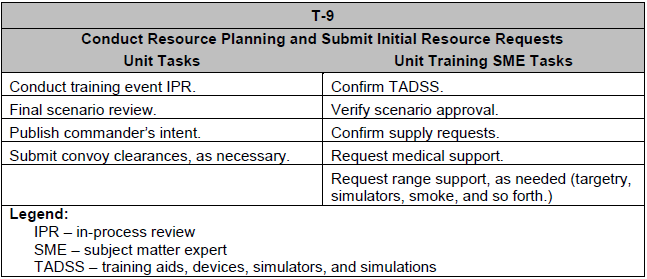 T-9
Conduct Resource Planning and Submit Initial Resource Requests
Unit Tasks Unit Training SME Tasks
Conduct training event IPR. Confirm TADSS.
Final scenario review. Verify scenario approval.
Publish commander's intent. Confirm supply requests.
Submit convoy clearances, as necessary. Request medical support.
Request range support, as needed (targetry,
simulators, smoke, and so forth.)
Legend:
IPR – in-process review
SME – subject matter expert
TADSS – training aids, devices, simulators, and simulations